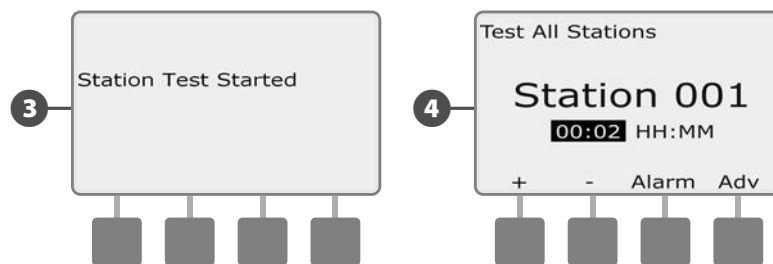 3
Station Test Started
4
Test All Stations
Station 001
00:02 HH:MM
+ - Alarm Adv